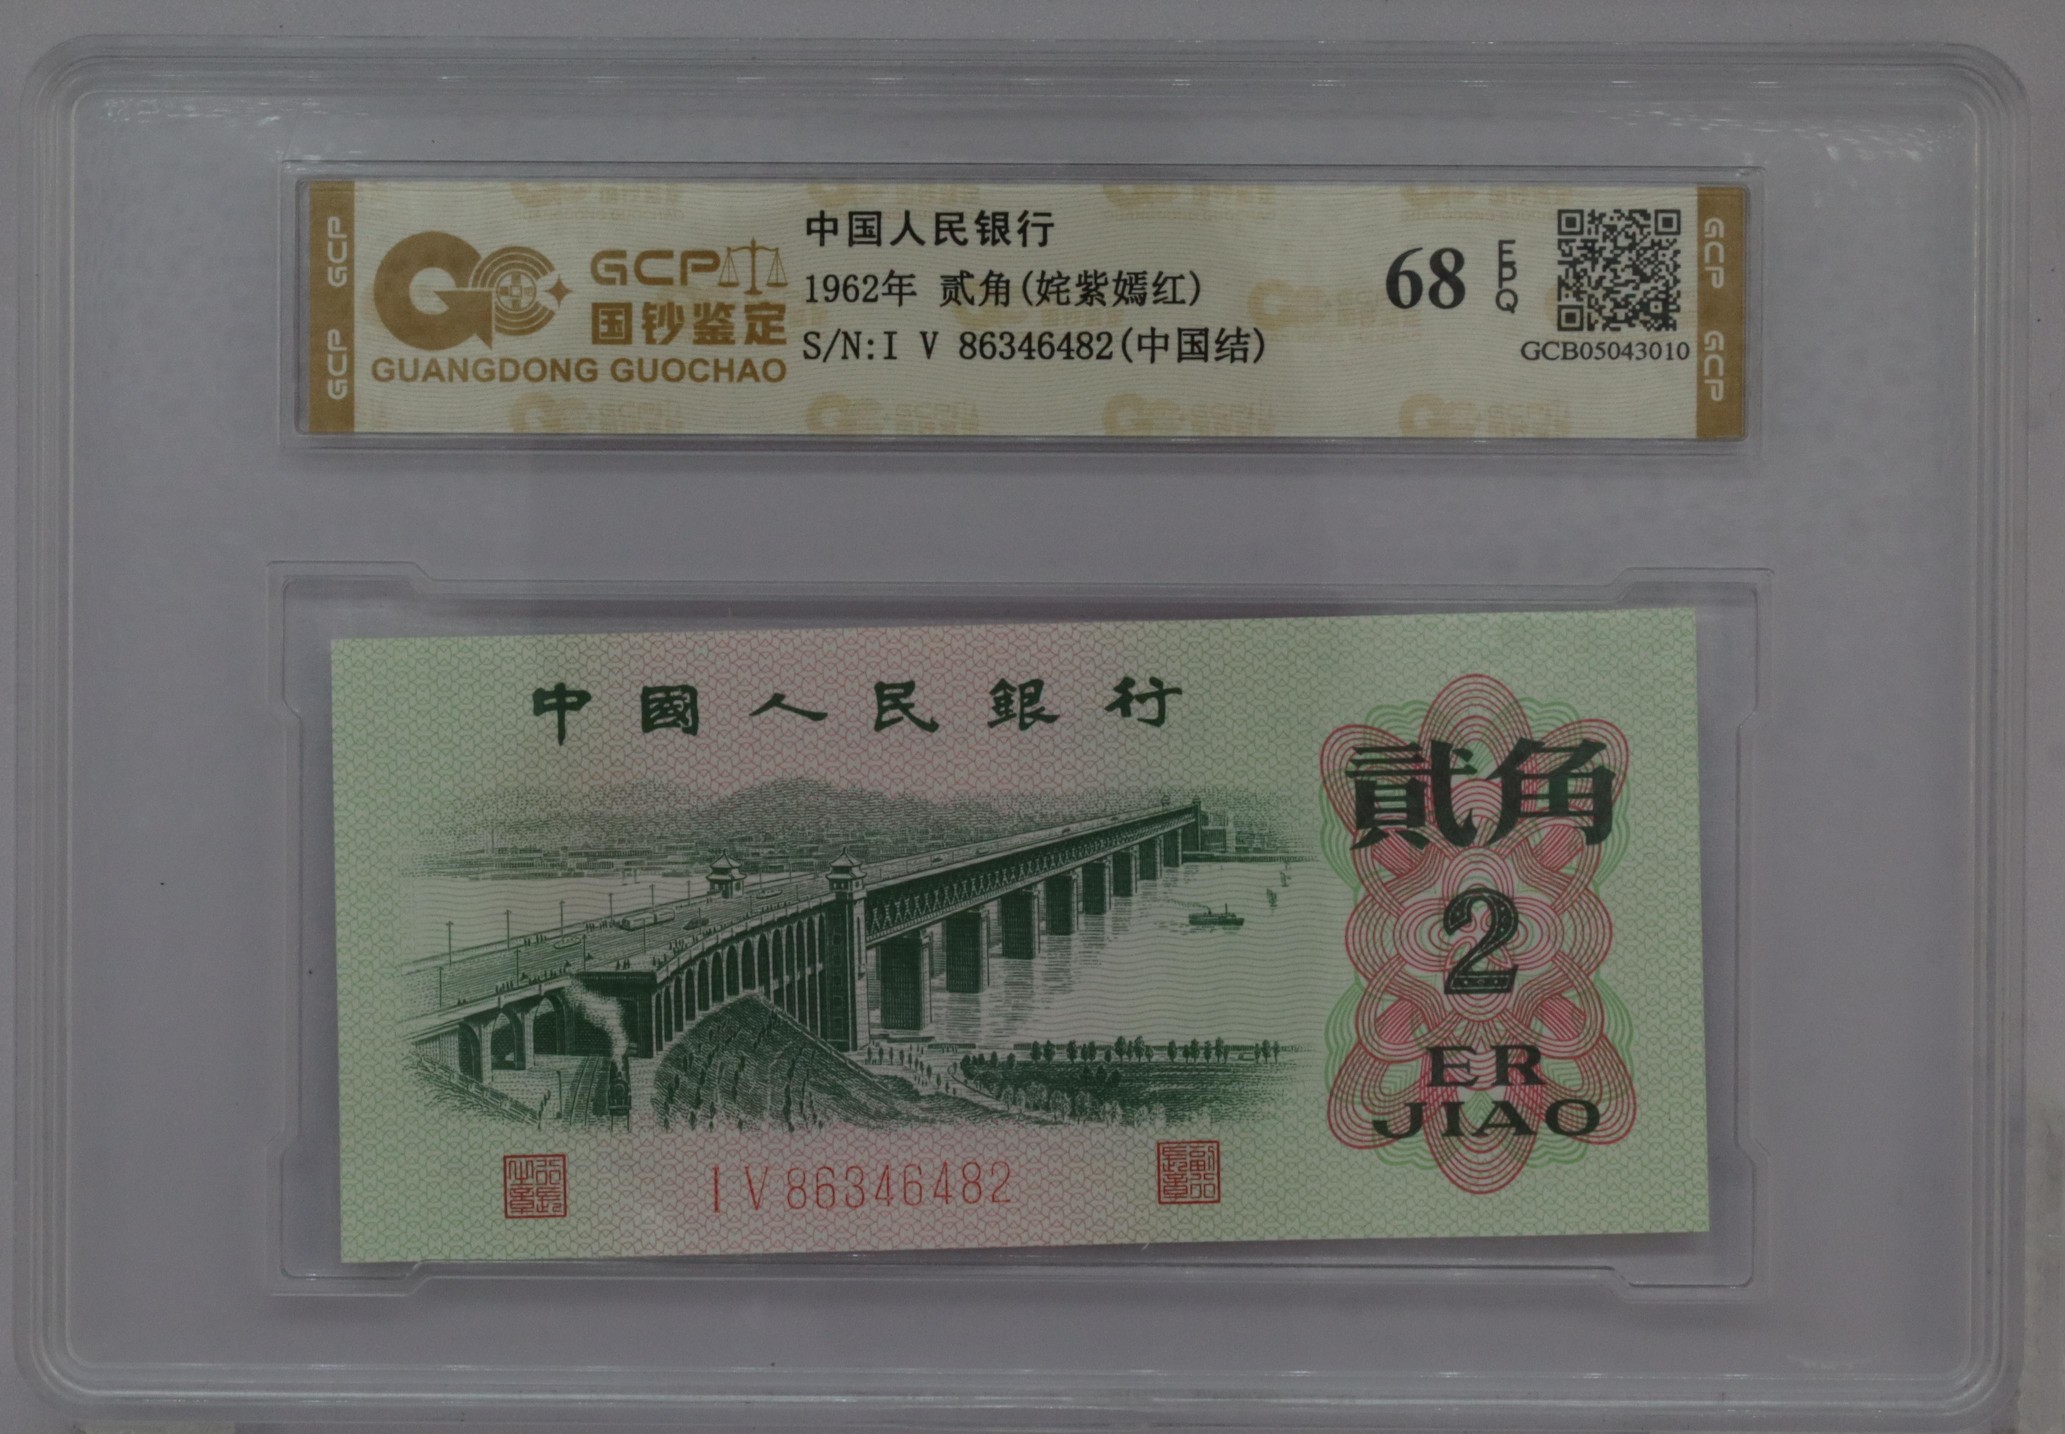 GCP
GCP
GCP
国钞鉴定
GUANGDONG GUOCHAO
中国人民银行
1962年 贰角(姹紫嫣红)
S/N:I V 86346482(中国结)
68 EPQ
GCB05043010
GCP
GCP
中國人民銀行
貳角
2
ER
JIAO
I V 86346482